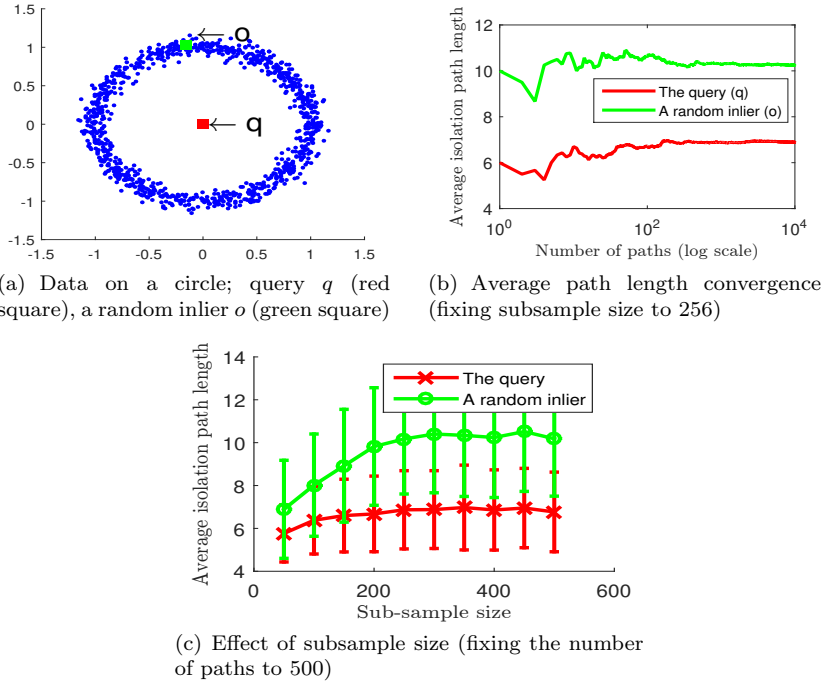 1.5
1
0.5
0
-0.5
-1
-1.5
-1.5 -1 -0.5 0 0.5 1 1.5
o
q
(a) Data on a circle; query q (red
square), a random inlier o (green square)
Average isolation path length
12
10
8
6
4
The query (q)
A random inlier (o)
10^0 10^2 10^4
Number of paths (log scale)
(b) Average path length convergence
(fixing subsample size to 256)
Average isolation path length
14
12
10
8
6
4
The query
A random inlier
0 200 400 600
Sub-sample size
(c) Effect of subsample size (fixing the number
of paths to 500)